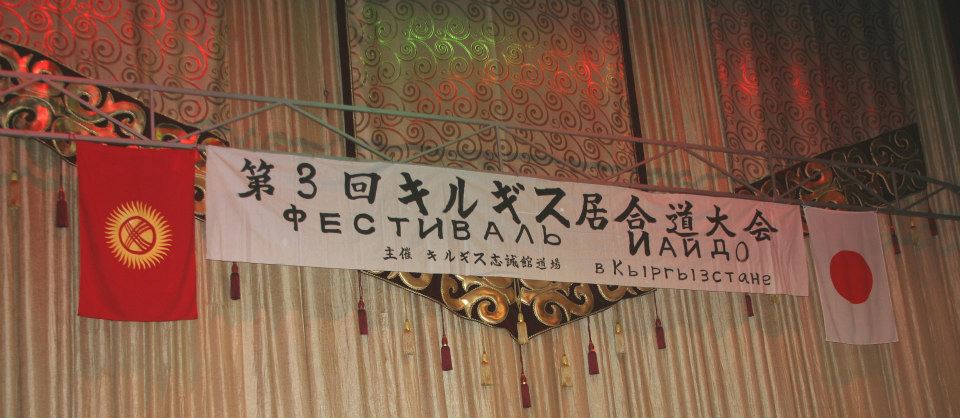 第3回キルギス居合道大会
ФЕСТИВАЛЬ ИАЙДО
主催 キルギス志誠館道場
в Кыргызстане